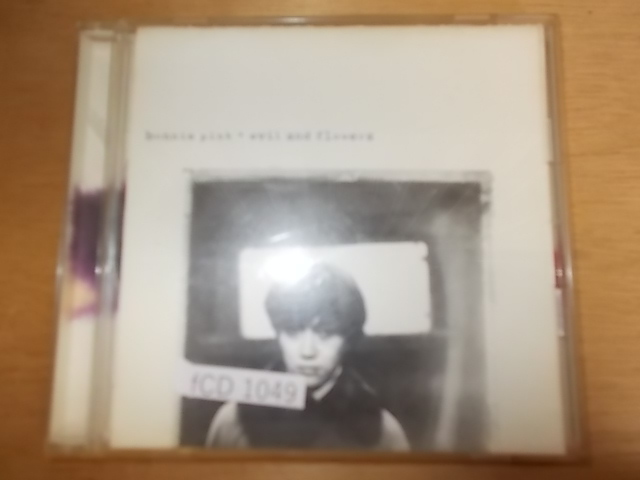 bonnie pink * evil and flowers
fCD 1049